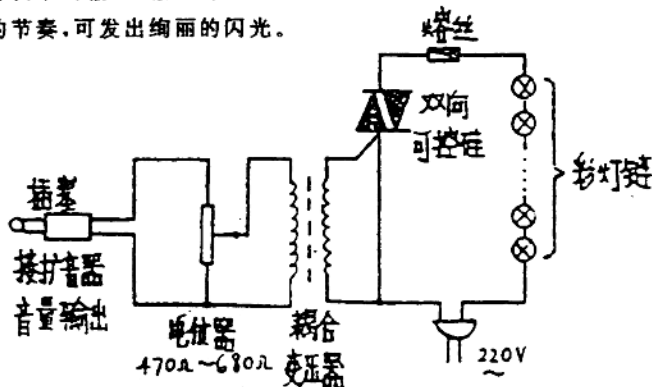 的节奏,可发出绚丽的闪光。
熔丝
双向
可控硅
彩灯链
插塞
接扩音器
音量输出
电位器
470Ω~680Ω
耦合
变压器
220V
~